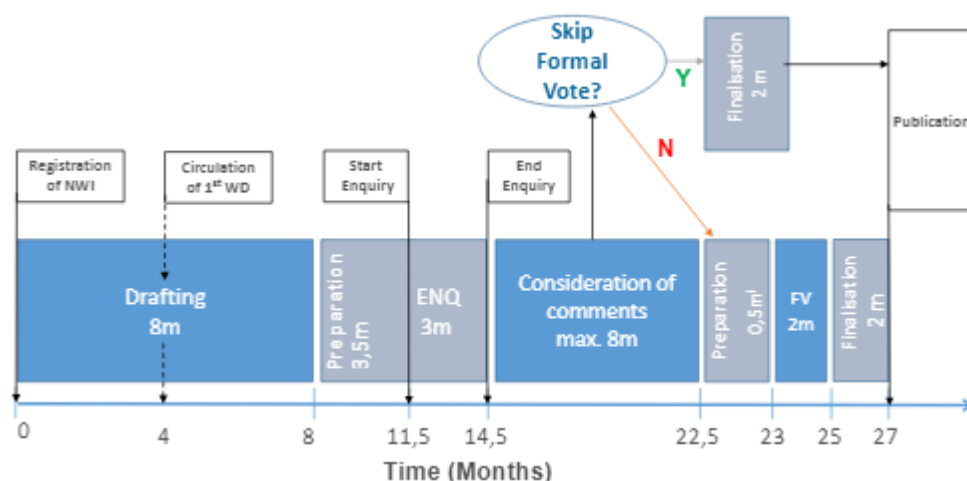 Skip
Formal
Vote?
Y
N
Finalisation
2 m
Publication
Registration
of NWI
Circulation
of 1st WD
Start
Enquiry
End
Enquiry
Drafting
8m
Preparation
3,5m
ENQ
3m
Consideration of
comments
max. 8m
Preparation
0,5m¹
FV
2m
Finalisation
2 m
0
4
8
11,5
14,5
22,5
23
25
27
Time (Months)